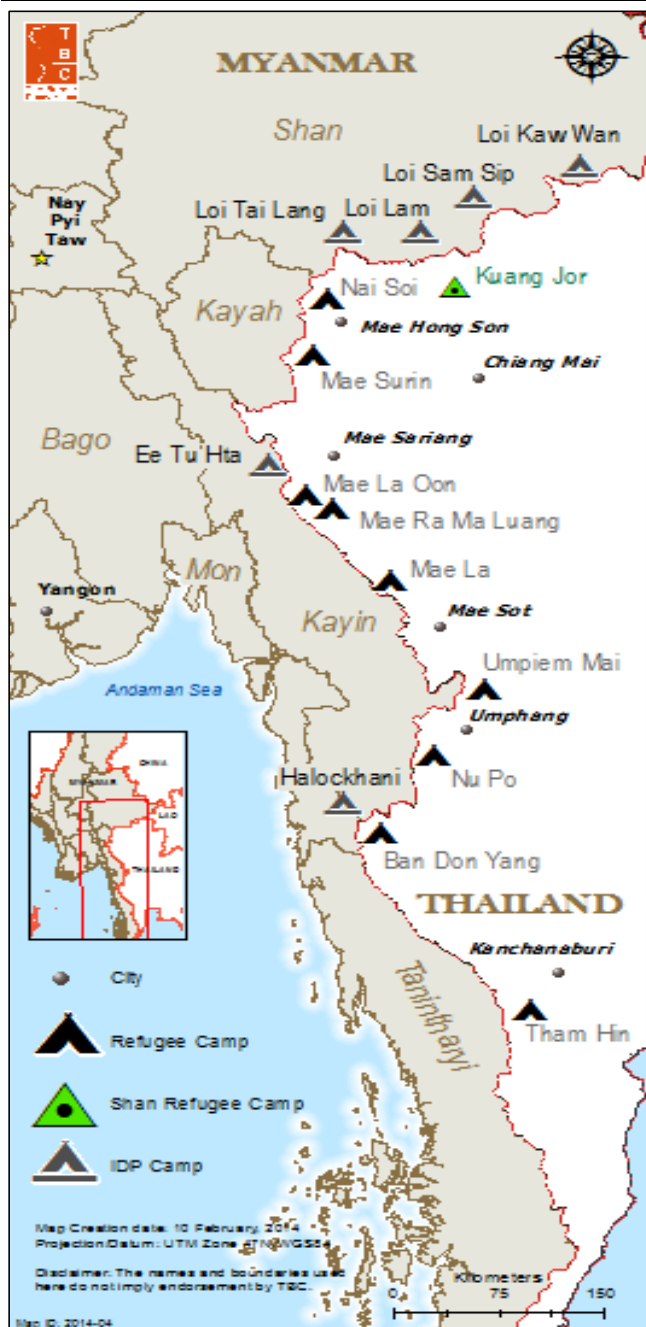 T
B
C
MYANMAR
Shan
Loi Kaw Wan
Loi Sam Sip
Nay
Pyi
Taw
Loi Tai Lang
Loi Lam
Kuang Jor
Nai Soi
Kayah
Mae Hong Son
Chiang Mai
Mae Surin
Bago
Mae Sariang
Ee Tu Hta
Mae La Oon
Mae Ra Ma Luang
Mon
Mae La
Yangon
Kayin
Mae Sot
Umpiem Mai
Andaman Sea
Umphang
Halockhani
Nu Po
CHINA
MYANMAR
LAO
THAILAND
Ban Don Yang
THAILAND
Kanchanaburi
Tanintharyi
Tham Hin
City
Refugee Camp
Shan Refugee Camp
IDP Camp
Map Creation date: 10 February, 2014
Projection/Datum: UTM Zone 47N/WGS84
Disclaimer: The names and boundaries used
here do not imply endorsement by TBC.
Kilometers
0 75 150
Map ID: 2014-04